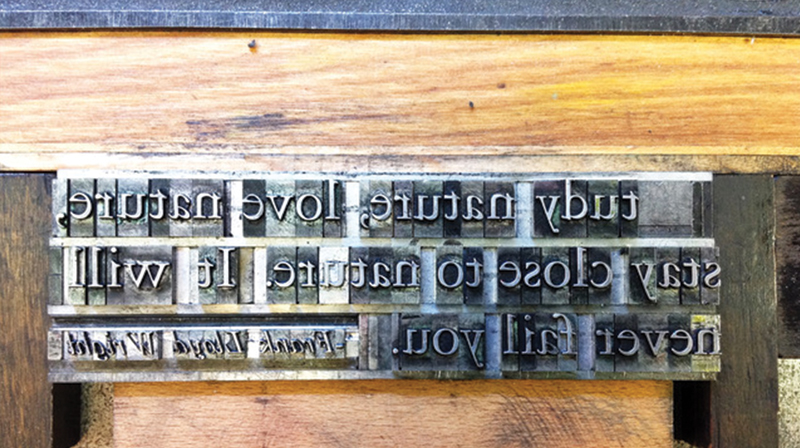 tudy nature, love nature,
stay close to nature. It will
never fail you. -Frank Lloyd Wright